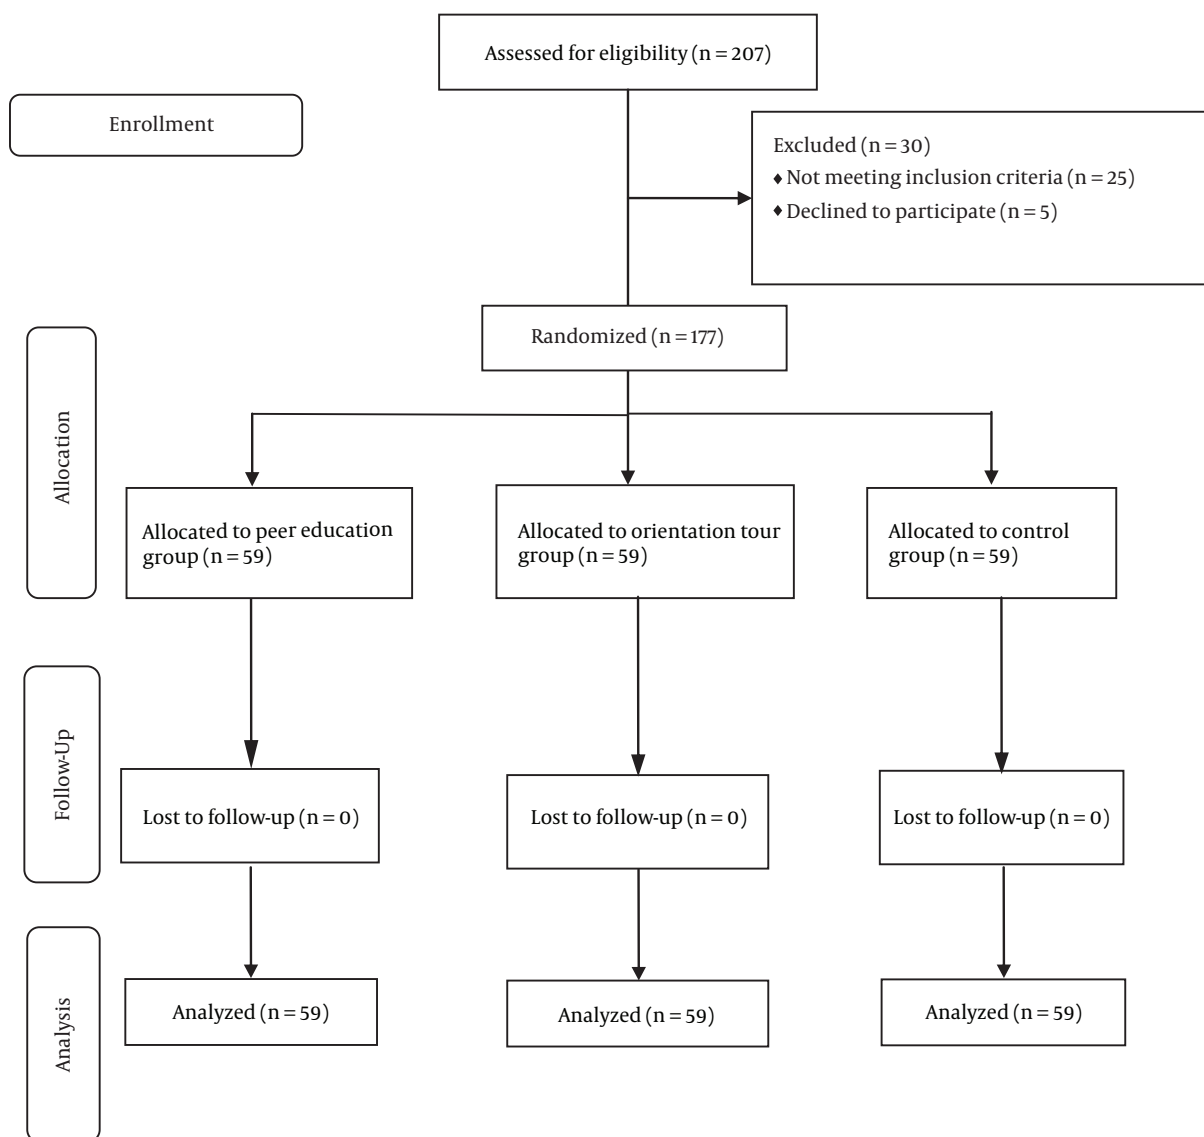 Assessed for eligibility (n = 207)
Enrollment
Excluded (n = 30)
♦ Not meeting inclusion criteria (n = 25)
♦ Declined to participate (n = 5)
Randomized (n = 177)
Allocation
Allocated to peer education
group (n = 59)
Allocated to orientation tour
group (n = 59)
Allocated to control
group (n = 59)
Follow-Up
Lost to follow-up (n = 0)
Lost to follow-up (n = 0)
Lost to follow-up (n = 0)
Analysis
Analyzed (n = 59)
Analyzed (n = 59)
Analyzed (n = 59)